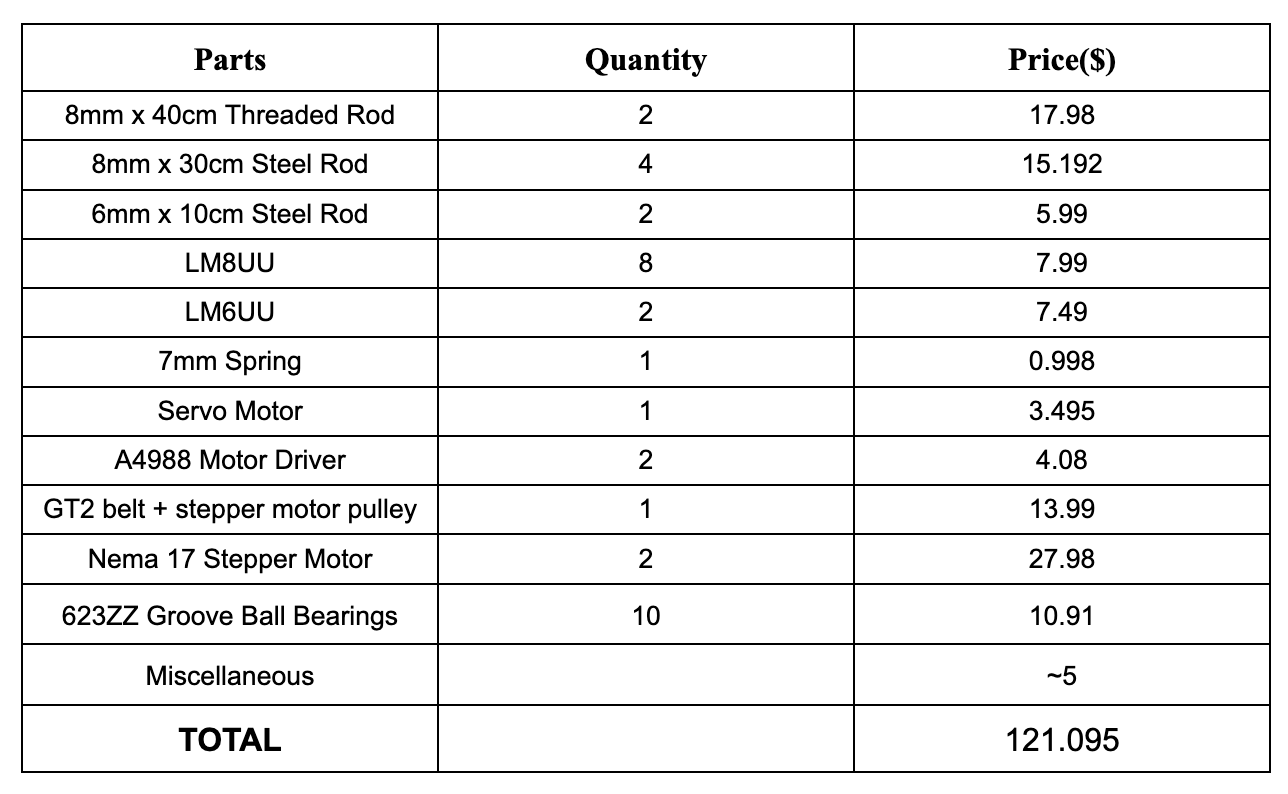 Parts Quantity Price($)
8mm x 40cm Threaded Rod 2 17.98
8mm x 30cm Steel Rod 4 15.192
6mm x 10cm Steel Rod 2 5.99
LM8UU 8 7.99
LM6UU 2 7.49
7mm Spring 1 0.998
Servo Motor 1 3.495
A4988 Motor Driver 2 4.08
GT2 belt + stepper motor pulley 1 13.99
Nema 17 Stepper Motor 2 27.98
623ZZ Groove Ball Bearings 10 10.91
Miscellaneous ~5
TOTAL 121.095